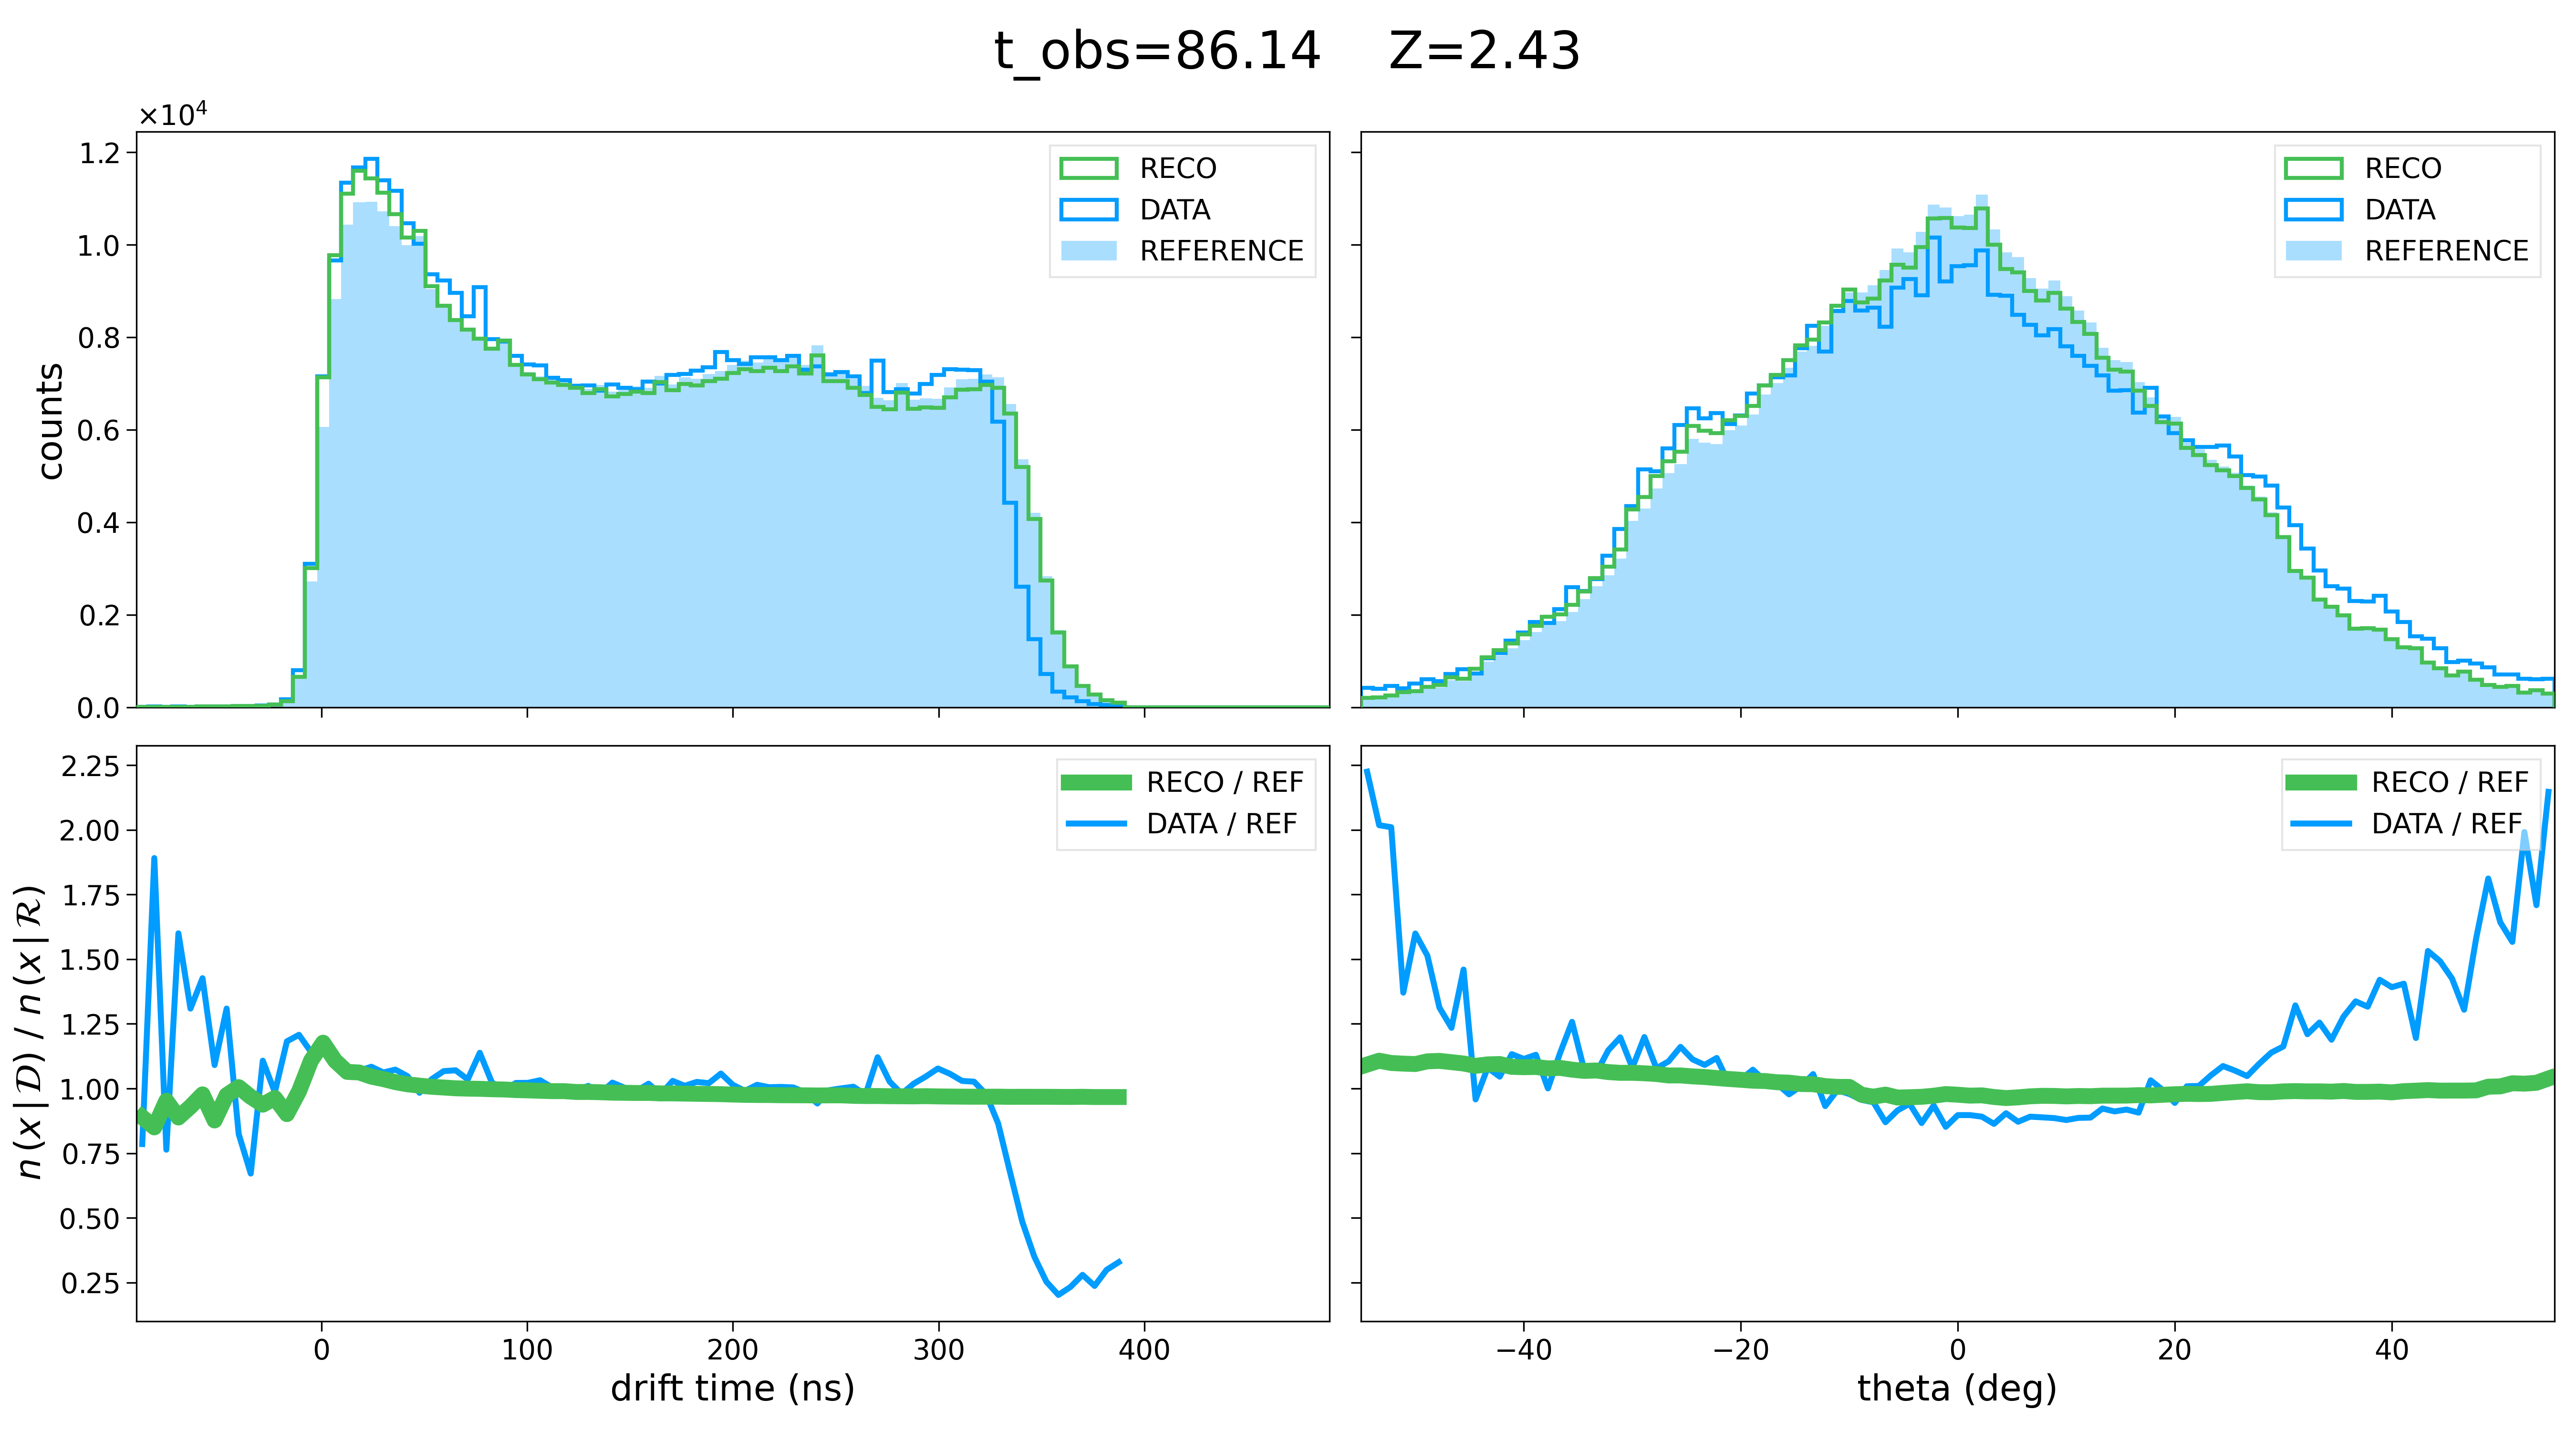 t_obs=86.14 Z=2.43
×10⁴
1.2
1.0
0.8
0.6
0.4
0.2
0.0
counts
RECO
DATA
REFERENCE
RECO
DATA
REFERENCE
2.25
2.00
1.75
1.50
1.25
1.00
0.75
0.50
0.25
n(x|𝒟) / n(x|ℛ)
RECO / REF
DATA / REF
0 100 200 300 400
drift time (ns)
RECO / REF
DATA / REF
−40 −20 0 20 40
theta (deg)